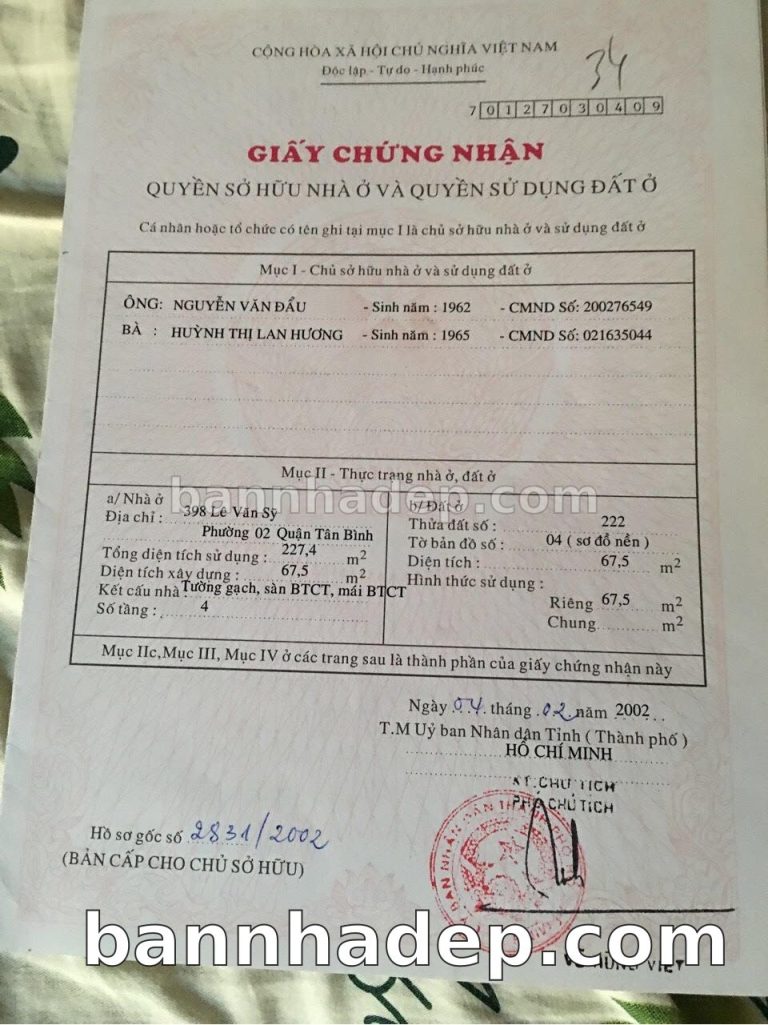 CỘNG HÒA XÃ HỘI CHỦ NGHĨA VIỆT NAM
Độc lập - Tự do - Hạnh phúc
34
7 0 1 2 7 0 3 0 4 0 9
GIẤY CHỨNG NHẬN
QUYỀN SỞ HỮU NHÀ Ở VÀ QUYỀN SỬ DỤNG ĐẤT Ở
Cá nhân hoặc tổ chức có tên ghi tại mục I là chủ sở hữu nhà ở và sử dụng đất ở
Mục I - Chủ sở hữu nhà ở và sử dụng đất ở
ÔNG: NGUYỄN VĂN ĐẨU - Sinh năm : 1962 - CMND Số: 200276549
BÀ : HUỲNH THỊ LAN HƯƠNG - Sinh năm : 1965 - CMND Số: 021635044
Mục II - Thực trạng nhà ở, đất ở
bannhadep.com
a/ Nhà ở
Địa chỉ : 398 Lê Văn Sỹ
Phường 02 Quận Tân Bình
Tổng diện tích sử dụng : 227,4 m2
Diện tích xây dựng : 67,5 m2
Kết cấu nhà Tường gạch, sàn BTCT, mái BTCT
Số tầng : 4
b/ Đất ở
Thửa đất số : 222
Tờ bản đồ số : 04 ( sơ đồ nền )
Diện tích : 67,5 m2
Hình thức sử dụng :
Riêng 67,5 m2
Chung m2
Mục IIc,Mục III, Mục IV ở các trang sau là thành phần của giấy chứng nhận này
Ngày 04 tháng 02 năm 2002
T.M Uỷ ban Nhân dân Tỉnh ( Thành phố )
HỒ CHÍ MINH
KT.CHỦ TỊCH
PHÓ CHỦ TỊCH
Hồ sơ gốc số 2831/2002
(BẢN CẤP CHO CHỦ SỞ HỮU)
bannhadep.com
VŨ HÙNG VIỆT